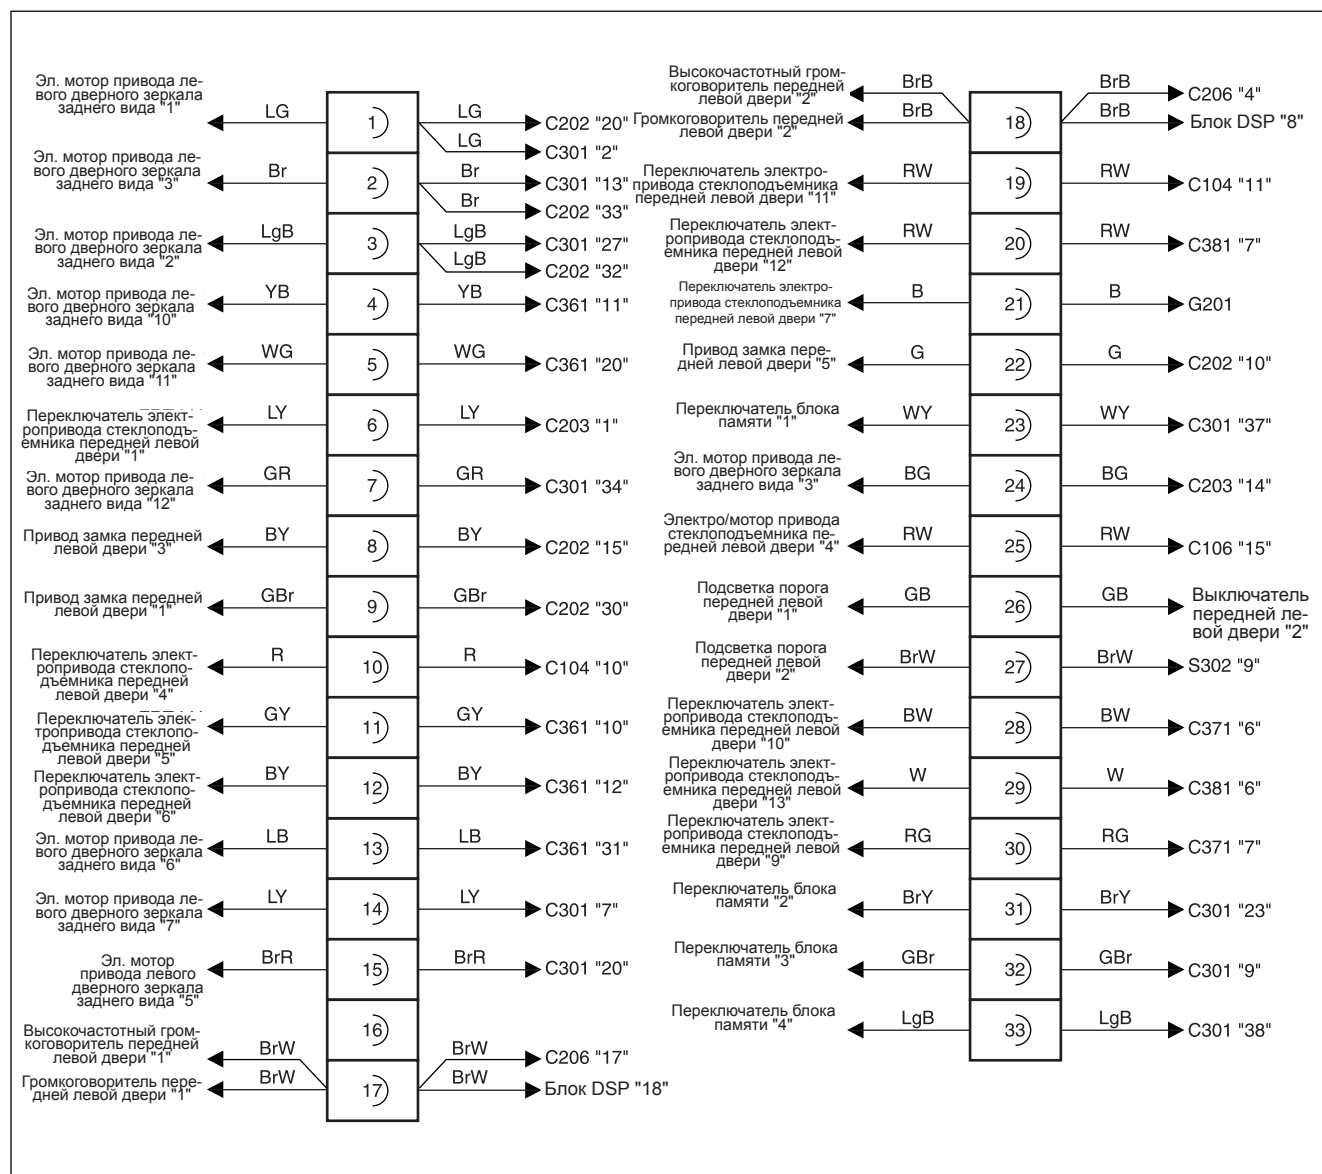 Эл. мотор привода ле-
вого дверного зеркала
заднего вида "1"
LG
1
LG
C202 "20"
LG
C301 "2"
Эл. мотор привода ле-
вого дверного зеркала
заднего вида "3"
Br
2
Br
C301 "13"
Br
C202 "33"
Эл. мотор привода ле-
вого дверного зеркала
заднего вида "2"
LgB
3
LgB
C301 "27"
LgB
C202 "32"
Эл. мотор привода ле-
вого дверного зеркала
заднего вида "10"
YB
4
YB
C361 "11"
Эл. мотор привода ле-
вого дверного зеркала
заднего вида "11"
WG
5
WG
C361 "20"
Переключатель элект-
ропривода стеклоподъ-
емника передней левой
двери "1"
LY
6
LY
C203 "1"
Эл. мотор привода ле-
вого дверного зеркала
заднего вида "12"
GR
7
GR
C301 "34"
Привод замка передней
левой двери "3"
BY
8
BY
C202 "15"
Привод замка передней
левой двери "1"
GBr
9
GBr
C202 "30"
Переключатель элект-
ропривода стеклопо-
дъемника передней
левой двери "4"
R
10
R
C104 "10"
Переключатель элек-
тропривода стеклопо-
дъемника передней
левой двери "5"
GY
11
GY
C361 "10"
Переключатель элект-
ропривода стеклопо-
дъемника передней
левой двери "6"
BY
12
BY
C361 "12"
Эл. мотор привода ле-
вого дверного зеркала
заднего вида "6"
LB
13
LB
C361 "31"
Эл. мотор привода ле-
вого дверного зеркала
заднего вида "7"
LY
14
LY
C301 "7"
Эл. мотор
привода левого
дверного зеркала
заднего вида "5"
BrR
15
BrR
C301 "20"
16
Высокочастотный гром-
коговоритель передней
левой двери "1"
BrW
BrW
C206 "17"
Громкоговоритель пере-
дней левой двери "1"
BrW
17
BrW
Блок DSP "18"
Высокочастотный гром-
коговоритель передней
левой двери "2"
BrB
BrB
C206 "4"
Громкоговоритель передней
левой двери "2"
BrB
18
BrB
Блок DSP "8"
Переключатель электро-
привода стеклоподъемника
передней левой двери "11"
RW
19
RW
C104 "11"
Переключатель элект-
ропривода стеклоподъ-
емника передней левой
двери "12"
RW
20
RW
C381 "7"
Переключатель электро-
привода стеклоподъемника
передней левой двери "7"
B
21
B
G201
Привод замка пере-
дней левой двери "5"
G
22
G
C202 "10"
Переключатель блока
памяти "1"
WY
23
WY
C301 "37"
Эл. мотор привода ле-
вого дверного зеркала
заднего вида "3"
BG
24
BG
C203 "14"
Электро/мотор привода
стеклоподъемника пе-
редней левой двери "4"
RW
25
RW
C106 "15"
Подсветка порога
передней левой
двери "1"
GB
26
GB
Выключатель
передней ле-
вой двери "2"
Подсветка порога
передней левой
двери "2"
BrW
27
BrW
S302 "9"
Переключатель элект-
ропривода стеклоподъ-
емника передней левой
двери "10"
BW
28
BW
C371 "6"
Переключатель элект-
ропривода стеклоподъ-
емника передней левой
двери "13"
W
29
W
C381 "6"
Переключатель элект-
ропривода стеклоподъ-
емника передней левой
двери "9"
RG
30
RG
C371 "7"
Переключатель блока
памяти "2"
BrY
31
BrY
C301 "23"
Переключатель блока
памяти "3"
GBr
32
GBr
C301 "9"
Переключатель блока
памяти "4"
LgB
33
LgB
C301 "38"